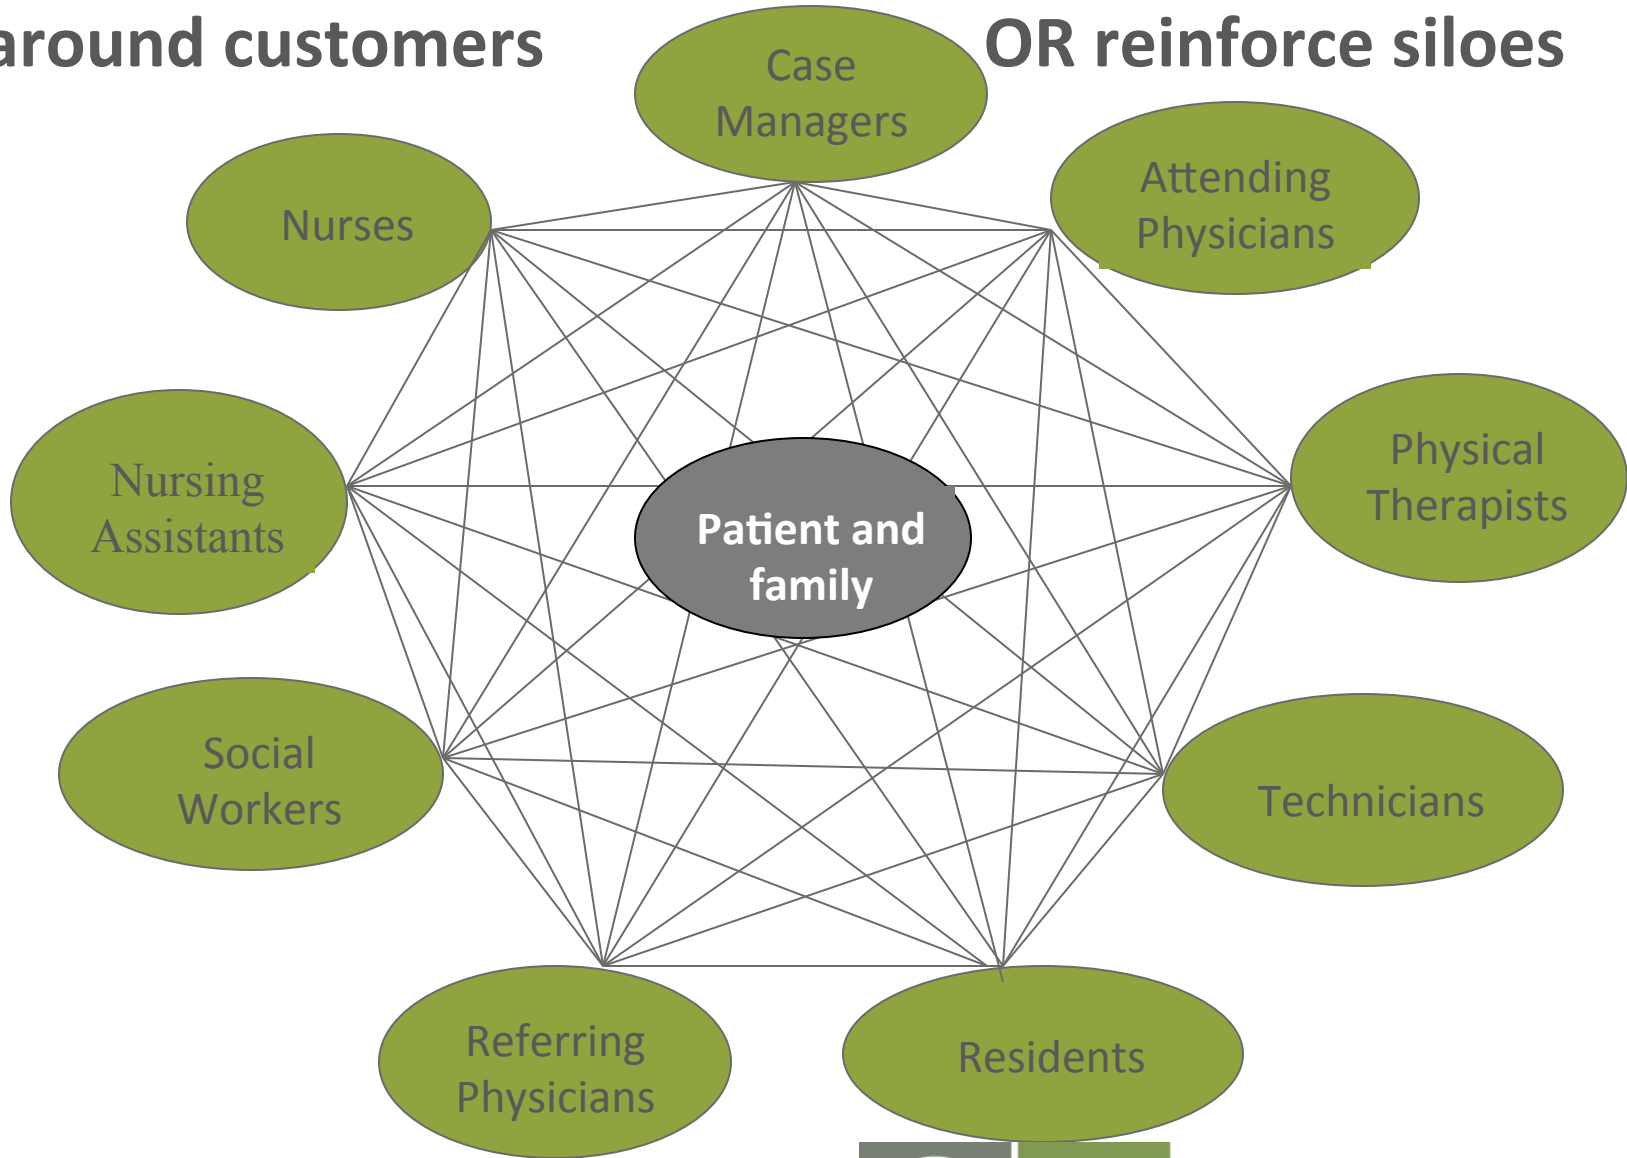 around customers
OR reinforce siloes
Case
Managers
Attending
Physicians
Nurses
Physical
Therapists
Nursing
Assistants
Patient and
family
Social
Workers
Technicians
Referring
Physicians
Residents